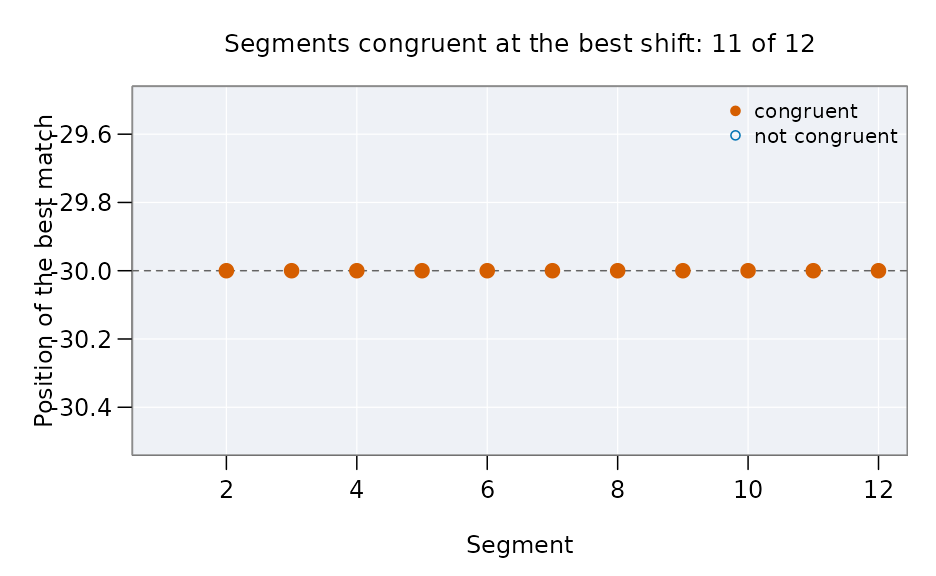 Segments congruent at the best shift: 11 of 12
congruent
not congruent
Position of the best match
-29.6
-29.8
-30.0
-30.2
-30.4
2 4 6 8 10 12
Segment